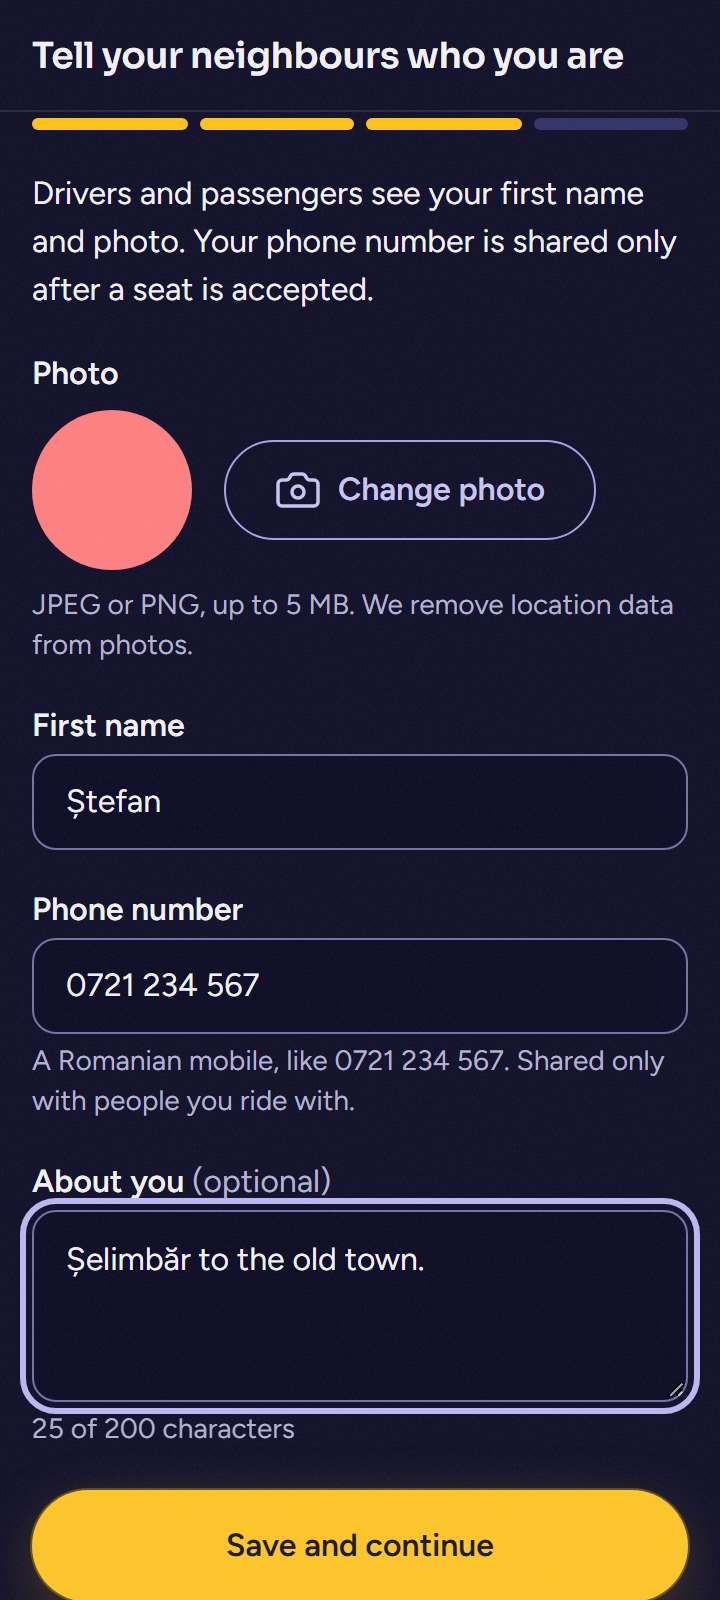 Tell your neighbours who you are
Drivers and passengers see your first name
and photo. Your phone number is shared only
after a seat is accepted.
Photo
Change photo
JPEG or PNG, up to 5 MB. We remove location data
from photos.
First name
Ștefan
Phone number
0721 234 567
A Romanian mobile, like 0721 234 567. Shared only
with people you ride with.
About you (optional)
Șelimbăr to the old town.
25 of 200 characters
Save and continue